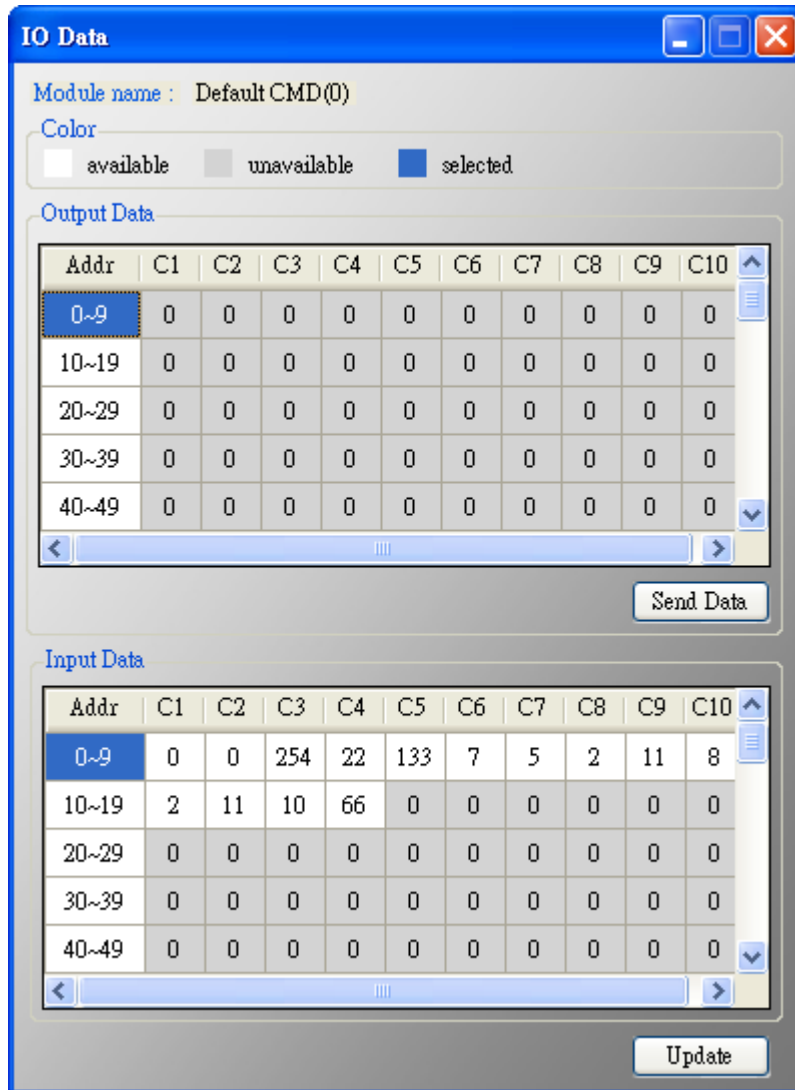 IO Data
Module name : Default CMD(0)
Color
available unavailable selected
Output Data
Addr C1 C2 C3 C4 C5 C6 C7 C8 C9 C10
0~9 0 0 0 0 0 0 0 0 0 0
10~19 0 0 0 0 0 0 0 0 0 0
20~29 0 0 0 0 0 0 0 0 0 0
30~39 0 0 0 0 0 0 0 0 0 0
40~49 0 0 0 0 0 0 0 0 0 0
Send Data
Input Data
Addr C1 C2 C3 C4 C5 C6 C7 C8 C9 C10
0~9 0 0 254 22 133 7 5 2 11 8
10~19 2 11 10 66 0 0 0 0 0 0
20~29 0 0 0 0 0 0 0 0 0 0
30~39 0 0 0 0 0 0 0 0 0 0
40~49 0 0 0 0 0 0 0 0 0 0
Update